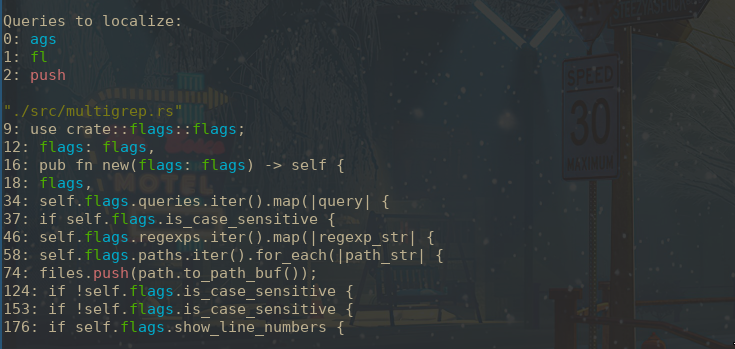 Queries to localize:
0: ags
1: fl
2: push
"./src/multigrep.rs"
9: use crate::flags::flags;
12: flags: flags,
16: pub fn new(flags: flags) -> self {
18: flags,
34: self.flags.queries.iter().map(|query| {
37: if self.flags.is_case_sensitive {
46: self.flags.regexps.iter().map(|regexp_str| {
58: self.flags.paths.iter().for_each(|path_str| {
74: files.push(path.to_path_buf());
124: if !self.flags.is_case_sensitive {
153: if !self.flags.is_case_sensitive {
176: if self.flags.show_line_numbers {
SPEED
30
MAXIMUM
MOTEL